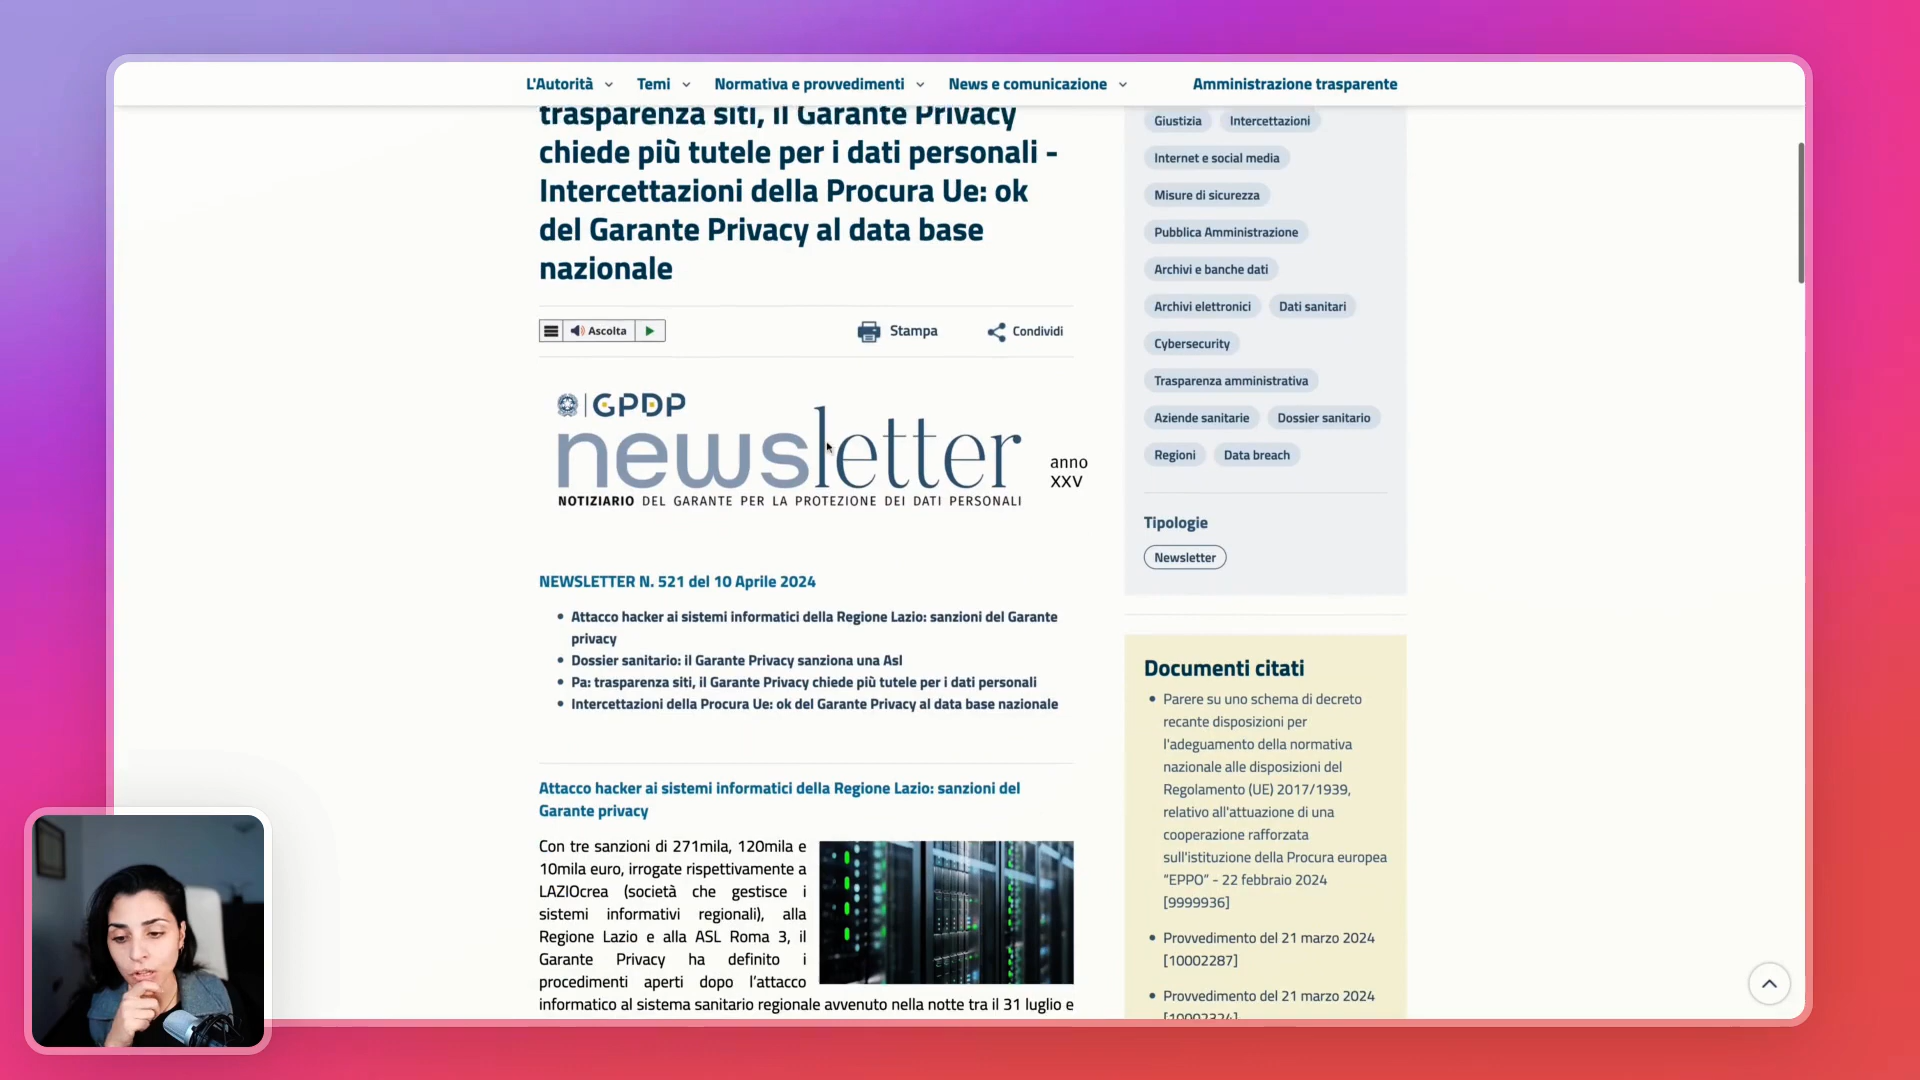 L'Autorità
Temi
Normativa e provvedimenti
News e comunicazione
Amministrazione trasparente
trasparenza siti, il Garante Privacy
chiede più tutele per i dati personali -
Intercettazioni della Procura Ue: ok
del Garante Privacy al data base
nazionale
Ascolta
Stampa
Condividi
GPDP
newsletter
NOTIZIARIO DEL GARANTE PER LA PROTEZIONE DEI DATI PERSONALI
anno
XXV
NEWSLETTER N. 521 del 10 Aprile 2024
• Attacco hacker ai sistemi informatici della Regione Lazio: sanzioni del Garante
privacy
• Dossier sanitario: il Garante Privacy sanziona una Asl
• Pa: trasparenza siti, il Garante Privacy chiede più tutele per i dati personali
• Intercettazioni della Procura Ue: ok del Garante Privacy al data base nazionale
Attacco hacker ai sistemi informatici della Regione Lazio: sanzioni del
Garante privacy
Con tre sanzioni di 271mila, 120mila e
10mila euro, irrogate rispettivamente a
LAZIOcrea (società che gestisce i
sistemi informativi regionali), alla
Regione Lazio e alla ASL Roma 3, il
Garante Privacy ha definito i
procedimenti aperti dopo l'attacco
informatico al sistema sanitario regionale avvenuto nella notte tra il 31 luglio e
Giustizia
Intercettazioni
Internet e social media
Misure di sicurezza
Pubblica Amministrazione
Archivi e banche dati
Archivi elettronici
Dati sanitari
Cybersecurity
Trasparenza amministrativa
Aziende sanitarie
Dossier sanitario
Regioni
Data breach
Tipologie
Newsletter
Documenti citati
• Parere su uno schema di decreto
recante disposizioni per
l'adeguamento della normativa
nazionale alle disposizioni del
Regolamento (UE) 2017/1939,
relativo all'attuazione di una
cooperazione rafforzata
sull'istituzione della Procura europea
“EPPO” - 22 febbraio 2024
[9999936]
• Provvedimento del 21 marzo 2024
[10002287]
• Provvedimento del 21 marzo 2024
[10002324]